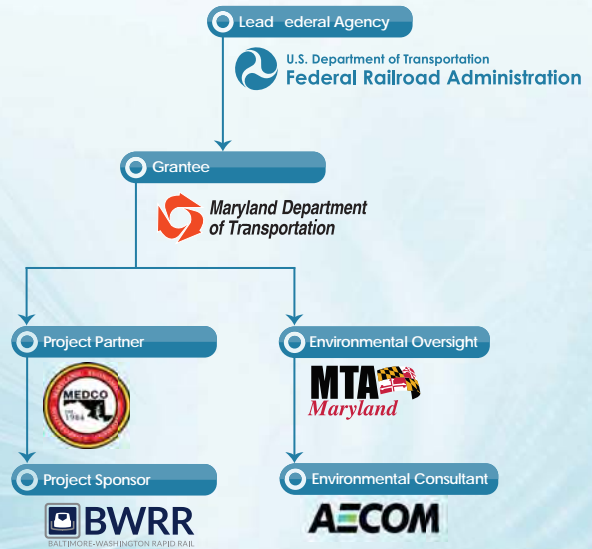 Lead ederal Agency
U.S. Department of Transportation
Federal Railroad Administration
Grantee
Maryland Department
of Transportation
Project Partner
Environmental Oversight
MEDCO
1984
MTA
Maryland
Project Sponsor
Environmental Consultant
BWRR
BALTIMORE-WASHINGTON RAPID RAIL
AECOM